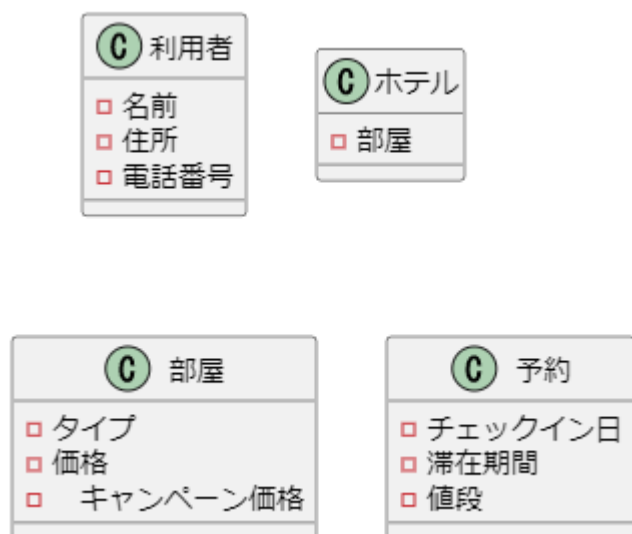 C 利用者
名前
住所
電話番号
C ホテル
部屋
C 部屋
タイプ
価格
キャンペーン価格
C 予約
チェックイン日
滞在期間
値段